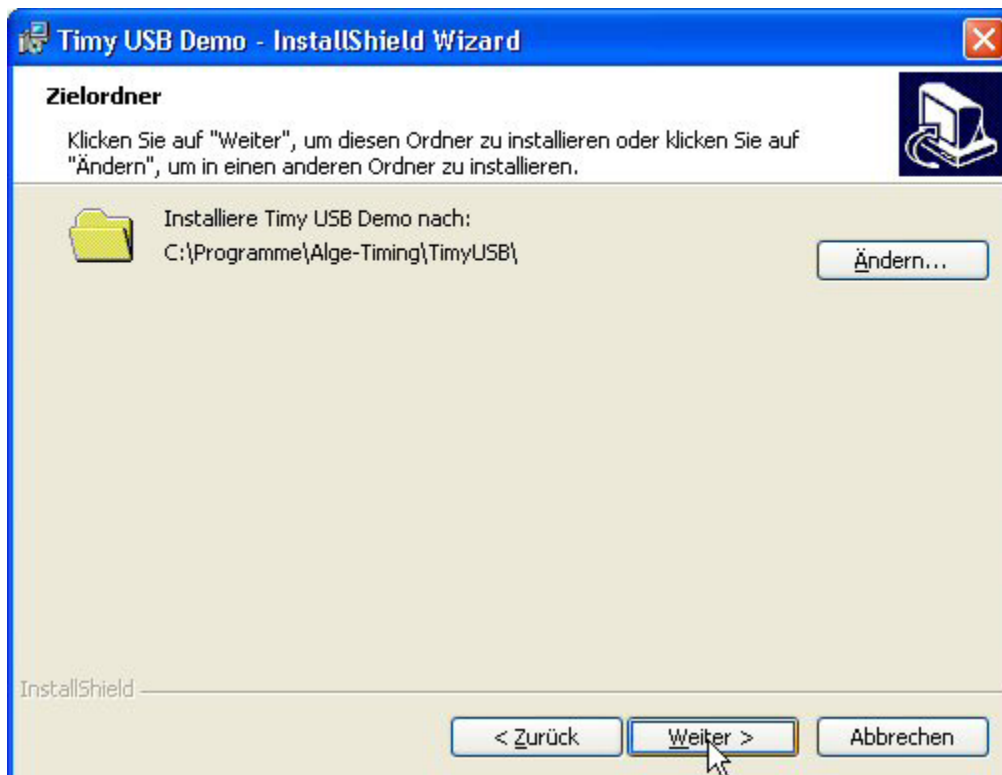 Timy USB Demo - InstallShield Wizard
Zielordner
Klicken Sie auf "Weiter", um diesen Ordner zu installieren oder klicken Sie auf
"Ändern", um in einen anderen Ordner zu installieren.
Installiere Timy USB Demo nach:
C:\Programme\Alge-Timing\TimyUSB\
Ändern...
InstallShield
< Zurück
Weiter >
Abbrechen